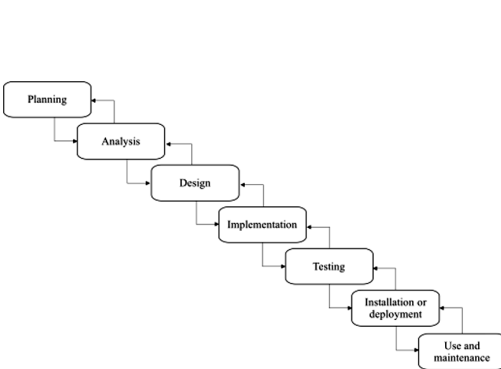 Planning
Analysis
Design
Implementation
Testing
Installation or
deployment
Use and
maintenance